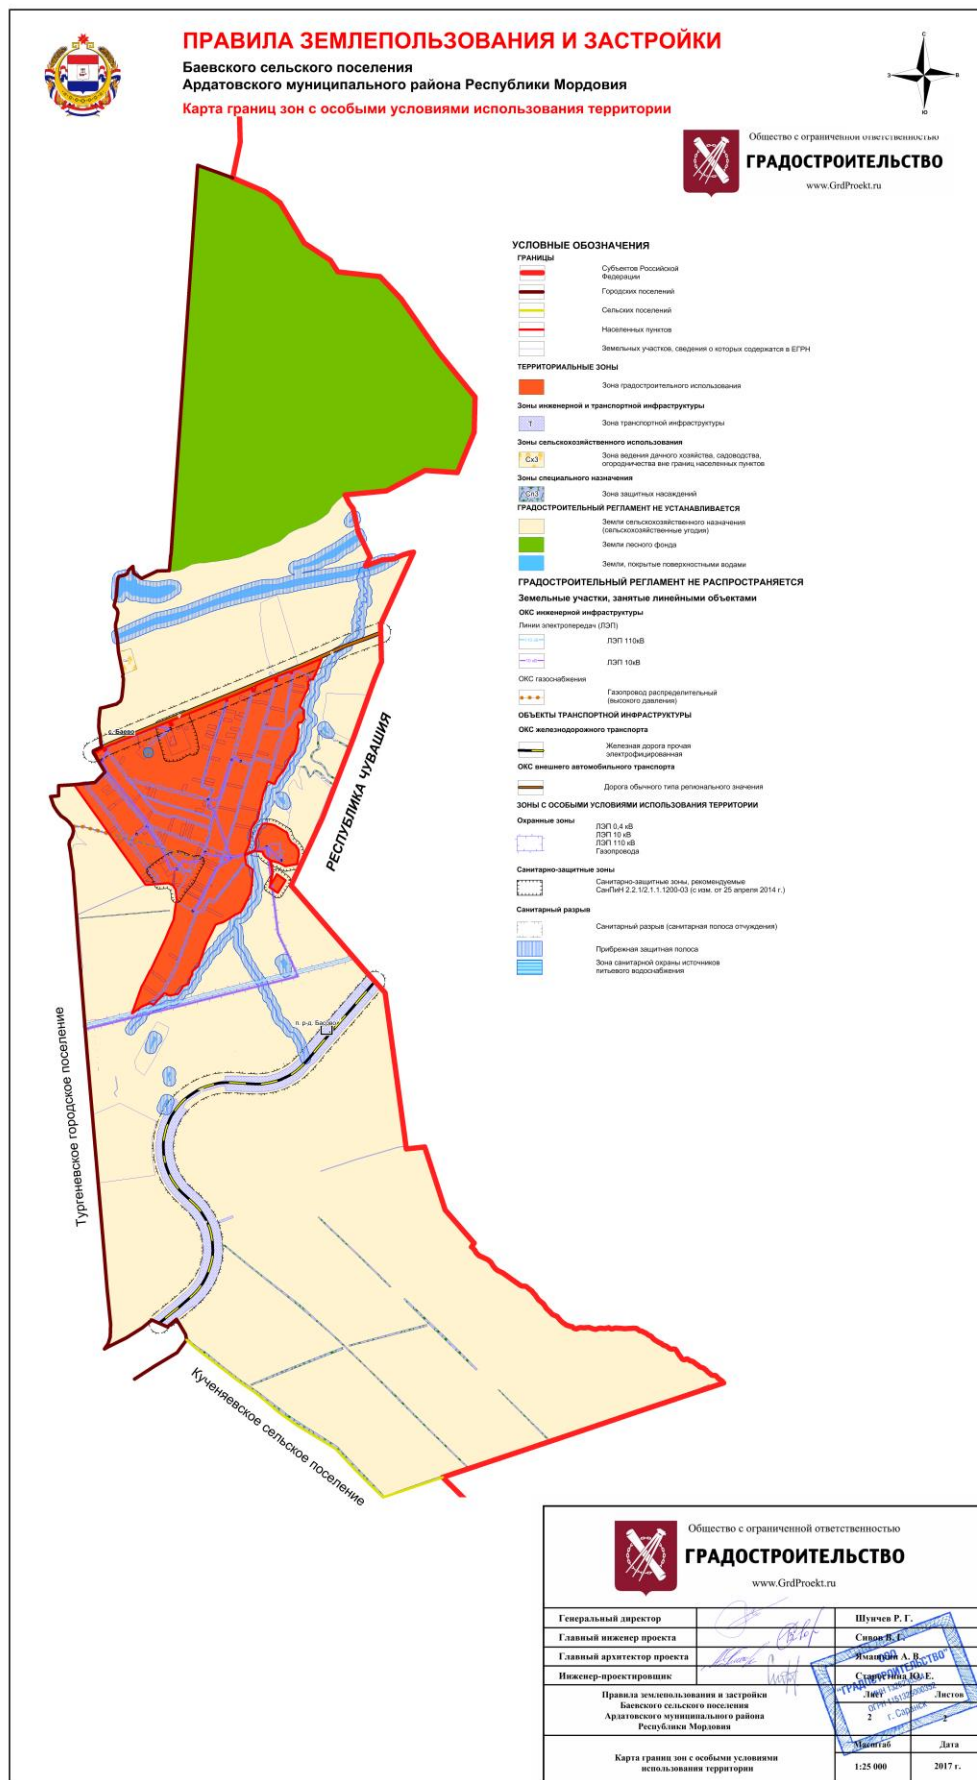 ПРАВИЛА ЗЕМЛЕПОЛЬЗОВАНИЯ И ЗАСТРОЙКИ
Баевского сельского поселения
Ардатовского муниципального района Республики Мордовия
Карта границ зон с особыми условиями использования территории
С
З
В
Ю
Общество с ограниченной ответственностью
ГРАДОСТРОИТЕЛЬСТВО
www.GrdProekt.ru
УСЛОВНЫЕ ОБОЗНАЧЕНИЯ
ГРАНИЦЫ
Субъектов Российской
Федерации
Городских поселений
Сельских поселений
Населенных пунктов
Земельных участков, сведения о которых содержатся в ЕГРН
ТЕРРИТОРИАЛЬНЫЕ ЗОНЫ
Зона градостроительного использования
Зоны инженерной и транспортной инфраструктуры
Т
Зона транспортной инфраструктуры
Зоны сельскохозяйственного использования
Сх3
Зона ведения дачного хозяйства, садоводства,
огородничества вне границ населенных пунктов
Зоны специального назначения
Сп3
Зона защитных насаждений
ГРАДОСТРОИТЕЛЬНЫЙ РЕГЛАМЕНТ НЕ УСТАНАВЛИВАЕТСЯ
Земли сельскохозяйственного назначения
(сельскохозяйственные угодия)
Земли лесного фонда
Земли, покрытые поверхностными водами
ГРАДОСТРОИТЕЛЬНЫЙ РЕГЛАМЕНТ НЕ РАСПРОСТРАНЯЕТСЯ
Земельные участки, занятые линейными объектами
ОКС инженерной инфраструктуры
Линии электропередач (ЛЭП)
ЛЭП 110кВ
ЛЭП 10кВ
ОКС газоснабжения
Газопровод распределительный
(высокого давления)
ОБЪЕКТЫ ТРАНСПОРТНОЙ ИНФРАСТРУКТУРЫ
ОКС железнодорожного транспорта
Железная дорога прочая
электрофицированная
ОКС внешнего автомобильного транспорта
Дорога обычного типа регионального значения
ЗОНЫ С ОСОБЫМИ УСЛОВИЯМИ ИСПОЛЬЗОВАНИЯ ТЕРРИТОРИИ
Охранные зоны
ЛЭП 0,4 кВ
ЛЭП 10 кВ
ЛЭП 110 кВ
Газопровода
Санитарно-защитные зоны
Санитарно-защитные зоны, рекомендуемые
СанПиН 2.2.1/2.1.1.1200-03 (с изм. от 25 апреля 2014 г.)
Санитарный разрыв
Санитарный разрыв (санитарная полоса отчуждения)
Прибрежная защитная полоса
Зона санитарной охраны источников
питьевого водоснабжения
с. Баево
РЕСПУБЛИКА ЧУВАШИЯ
п. р-д. Баево
Тургеневское городское поселение
Кученяевское сельское поселение
Общество с ограниченной ответственностью
ГРАДОСТРОИТЕЛЬСТВО
www.GrdProekt.ru
Генеральный директор
Шунчев Р. Г.
Главный инженер проекта
Главный архитектор проекта
Инженер-проектировщик
Правила землепользования и застройки
Баевского сельского поселения
Ардатовского муниципального района
Республики Мордовия
Лист
Листов
2
2
ООО
"ГРАДОСТРОИТЕЛЬСТВО"
г. Саранск
Карта границ зон с особыми условиями
использования территории
Масштаб
Дата
1:25 000
2017 г.